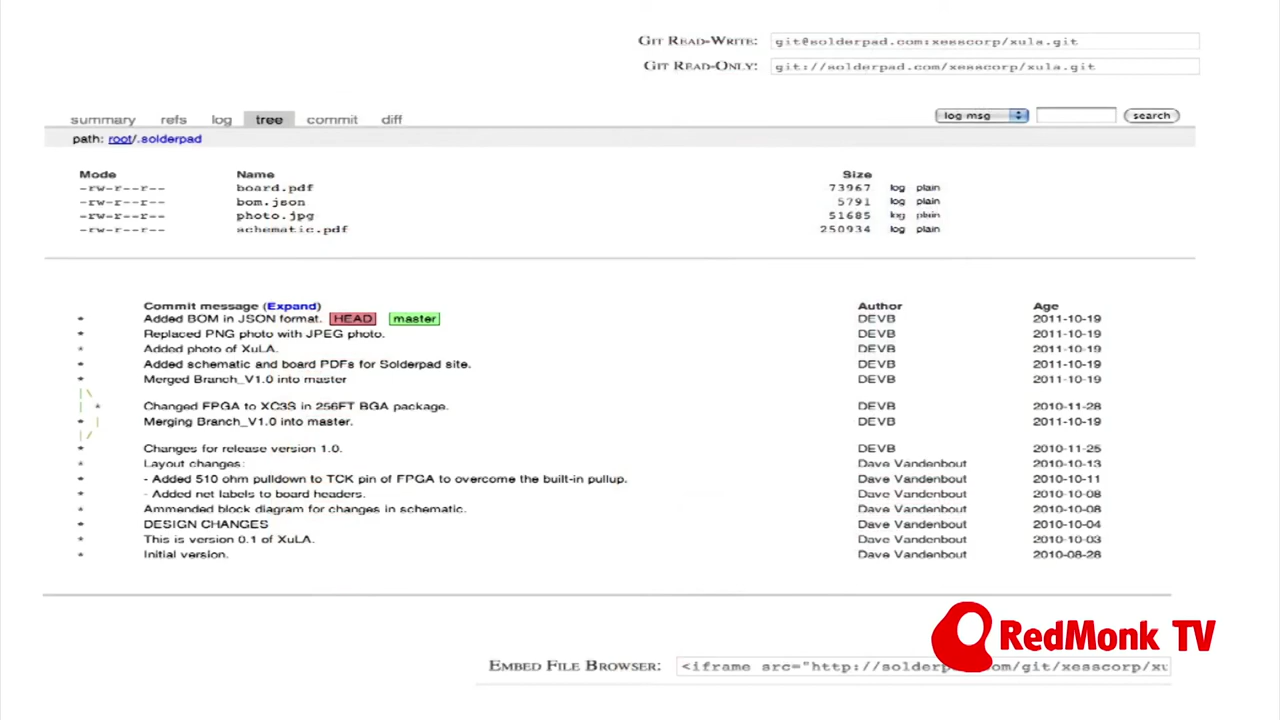 GIT READ-WRITE: git@solderpad.com:xesscorp/xula.git
GIT READ-ONLY: git://solderpad.com/xesscorp/xula.git
summary refs log tree commit diff log msg search
path: root/.solderpad
Mode Name Size
-rw-r--r-- board.pdf 73967 log plain
-rw-r--r-- bom.json 5791 log plain
-rw-r--r-- photo.jpg 51685 log plain
-rw-r--r-- schematic.pdf 250934 log plain
Commit message (Expand) Author Age
* Added BOM in JSON format. HEAD master DEVB 2011-10-19
* Replaced PNG photo with JPEG photo. DEVB 2011-10-19
* Added photo of XuLA. DEVB 2011-10-19
* Added schematic and board PDFs for Solderpad site. DEVB 2011-10-19
* Merged Branch_V1.0 into master DEVB 2011-10-19
|\
| * Changed FPGA to XC3S in 256FT BGA package. DEVB 2010-11-28
* | Merging Branch_V1.0 into master. DEVB 2011-10-19
|/
* Changes for release version 1.0. DEVB 2010-11-25
* Layout changes: Dave Vandenbout 2010-10-13
* - Added 510 ohm pulldown to TCK pin of FPGA to overcome the built-in pullup. Dave Vandenbout 2010-10-11
* - Added net labels to board headers. Dave Vandenbout 2010-10-08
* Ammended block diagram for changes in schematic. Dave Vandenbout 2010-10-08
* DESIGN CHANGES Dave Vandenbout 2010-10-04
* This is version 0.1 of XuLA. Dave Vandenbout 2010-10-03
* Initial version. Dave Vandenbout 2010-08-28
RedMonk TV
EMBED FILE BROWSER: <iframe src="http://solderpad.com/git/xesscorp/xu